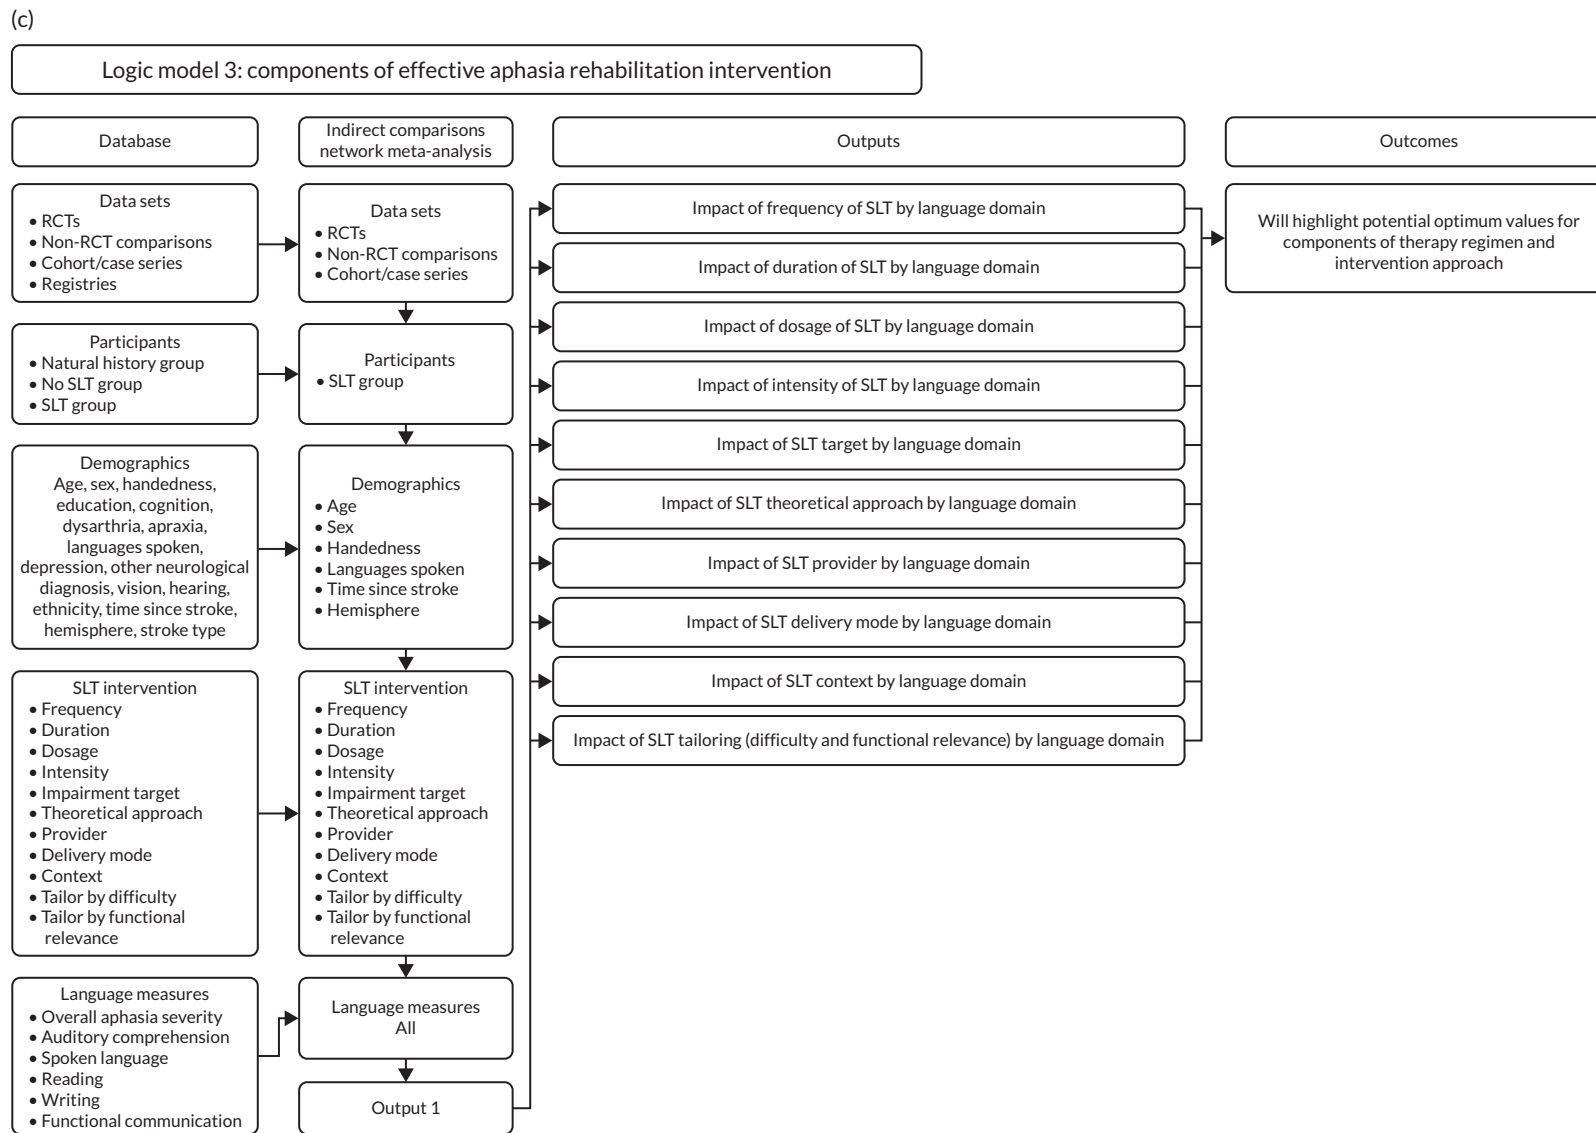 (c)
Logic model 3: components of effective aphasia rehabilitation intervention
Database
Data sets
• RCTs
• Non-RCT comparisons
• Cohort/case series
• Registries
Participants
• Natural history group
• No SLT group
• SLT group
Demographics
Age, sex, handedness,
education, cognition,
dysarthria, apraxia,
languages spoken,
depression, other neurological
diagnosis, vision, hearing,
ethnicity, time since stroke,
hemisphere, stroke type
SLT intervention
• Frequency
• Duration
• Dosage
• Intensity
• Impairment target
• Theoretical approach
• Provider
• Delivery mode
• Context
• Tailor by difficulty
• Tailor by functional
relevance
Language measures
• Overall aphasia severity
• Auditory comprehension
• Spoken language
• Reading
• Writing
• Functional communication
Indirect comparisons
network meta-analysis
Data sets
• RCTs
• Non-RCT comparisons
• Cohort/case series
Participants
• SLT group
Demographics
• Age
• Sex
• Handedness
• Languages spoken
• Time since stroke
• Hemisphere
SLT intervention
• Frequency
• Duration
• Dosage
• Intensity
• Impairment target
• Theoretical approach
• Provider
• Delivery mode
• Context
• Tailor by difficulty
• Tailor by functional
relevance
Language measures
All
Output 1
Outputs
Impact of frequency of SLT by language domain
Impact of duration of SLT by language domain
Impact of dosage of SLT by language domain
Impact of intensity of SLT by language domain
Impact of SLT target by language domain
Impact of SLT theoretical approach by language domain
Impact of SLT provider by language domain
Impact of SLT delivery mode by language domain
Impact of SLT context by language domain
Impact of SLT tailoring (difficulty and functional relevance) by language domain
Outcomes
Will highlight potential optimum values for
components of therapy regimen and
intervention approach